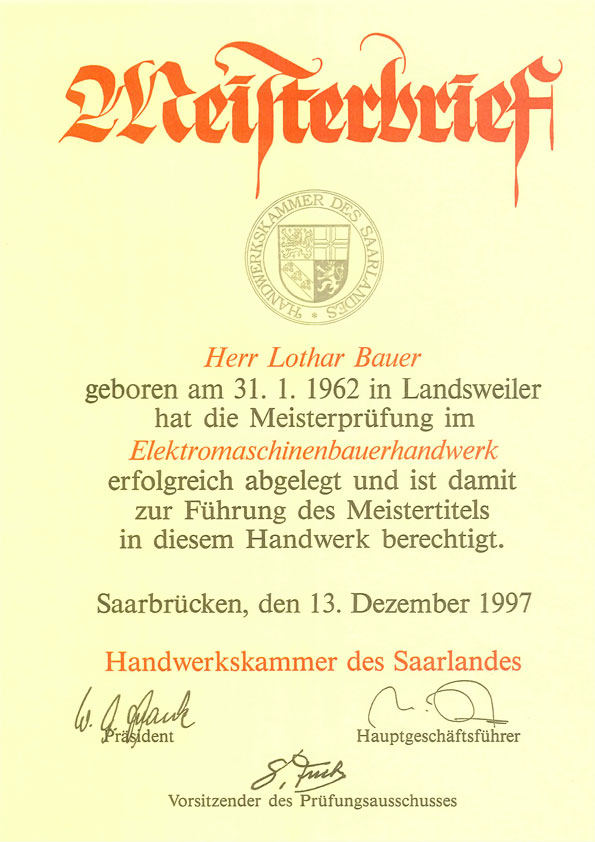 Meisterbrief
HANDWERKSKAMMER DES SAARLANDES *
Herr Lothar Bauer
geboren am 31. 1. 1962 in Landsweiler
hat die Meisterprüfung im
Elektromaschinenbauerhandwerk
erfolgreich abgelegt und ist damit
zur Führung des Meistertitels
in diesem Handwerk berechtigt.
Saarbrücken, den 13. Dezember 1997
Handwerkskammer des Saarlandes
Präsident
Hauptgeschäftsführer
Vorsitzender des Prüfungsausschusses